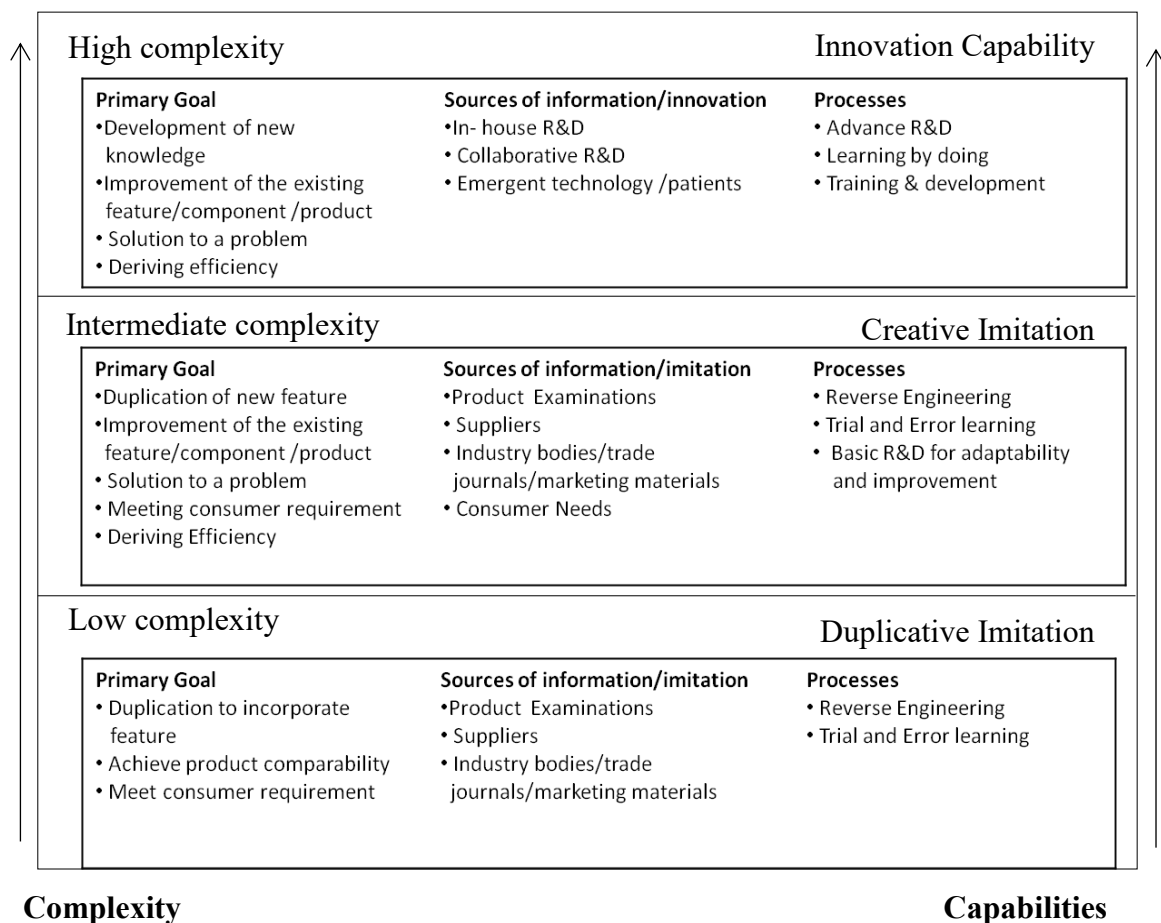 High complexity
Innovation Capability
Primary Goal
•Development of new
knowledge
•Improvement of the existing
feature/component /product
• Solution to a problem
• Deriving efficiency
Sources of information/innovation
•In- house R&D
• Collaborative R&D
• Emergent technology /patients
Processes
• Advance R&D
• Learning by doing
• Training & development
Intermediate complexity
Creative Imitation
Primary Goal
•Duplication of new feature
•Improvement of the existing
feature/component /product
• Solution to a problem
• Meeting consumer requirement
• Deriving Efficiency
Sources of information/imitation
•Product Examinations
• Suppliers
• Industry bodies/trade
journals/marketing materials
• Consumer Needs
Processes
• Reverse Engineering
• Trial and Error learning
• Basic R&D for adaptability
and improvement
Low complexity
Duplicative Imitation
Primary Goal
• Duplication to incorporate
feature
• Achieve product comparability
• Meet consumer requirement
Sources of information/imitation
•Product Examinations
• Suppliers
• Industry bodies/trade
journals/marketing materials
Processes
• Reverse Engineering
• Trial and Error learning
Complexity
Capabilities